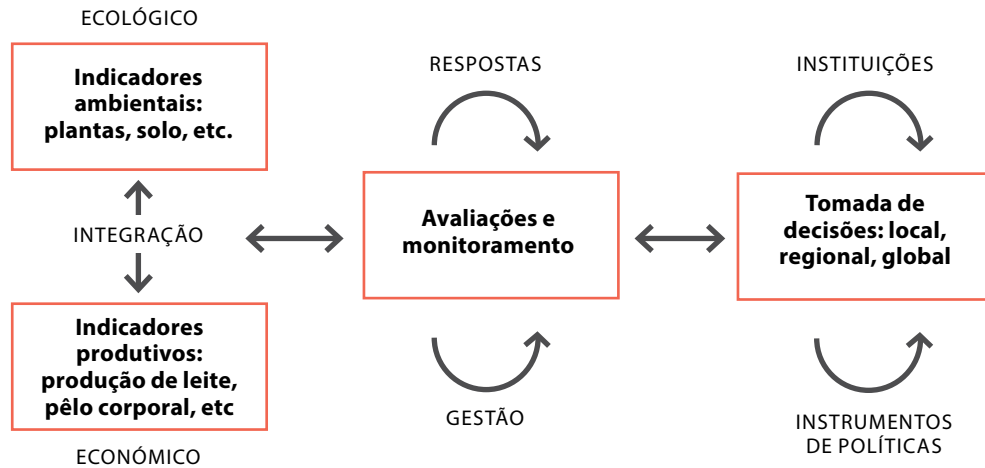 ECOLÓGICO
Indicadores
ambientais:
plantas, solo, etc.
INTEGRAÇÃO
Indicadores
produtivos:
produção de leite,
pêlo corporal, etc
ECONÓMICO
RESPOSTAS
Avaliações e
monitoramento
GESTÃO
INSTITUIÇÕES
Tomada de
decisões: local,
regional, global
INSTRUMENTOS
DE POLÍTICAS